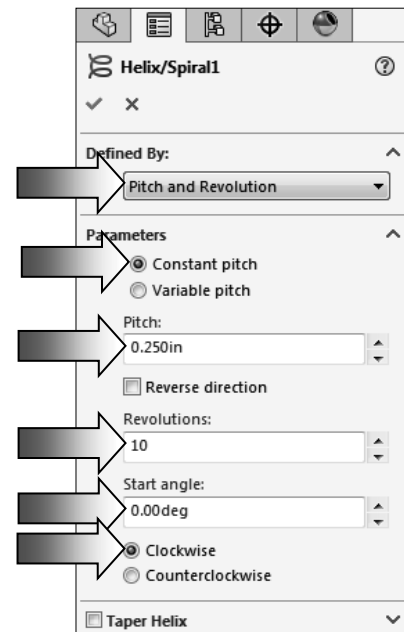 Helix/Spiral1
Defined By:
Pitch and Revolution
Parameters
Constant pitch
Variable pitch
Pitch:
0.250in
Reverse direction
Revolutions:
10
Start angle:
0.00deg
Clockwise
Counterclockwise
Taper Helix